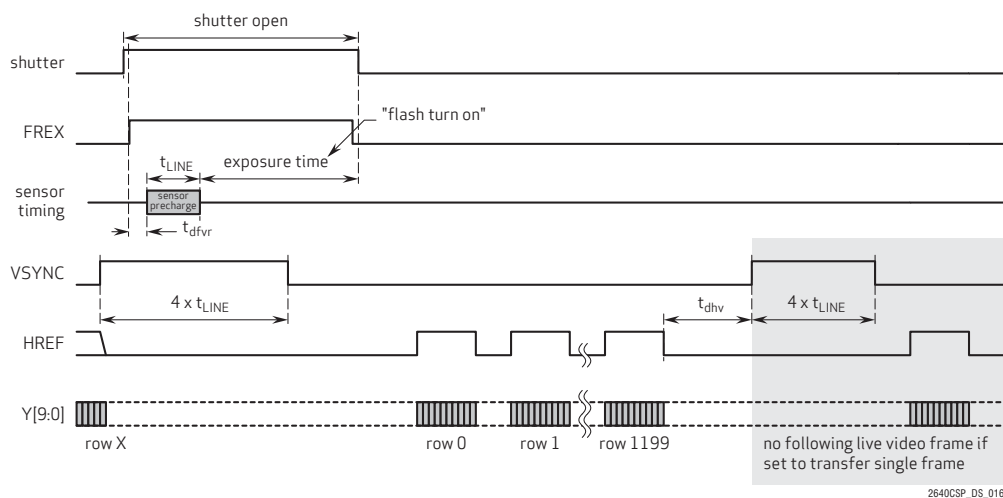 shutter open
shutter
"flash turn on"
FREX
tLINE
exposure time
sensor
timing
sensor
precharge
tdfvr
VSYNC
4 x tLINE
tdhv
4 x tLINE
HREF
Y[9:0]
row X
row 0
row 1
row 1199
no following live video frame if
set to transfer single frame
2640CSP_DS_016